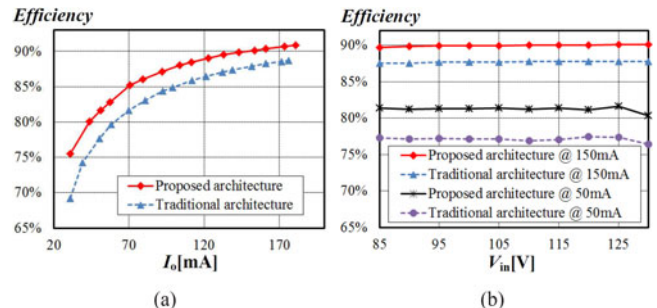 Efficiency
90%
85%
80%
75%
70%
65%
20
70
120
170
Proposed architecture
Traditional architecture
Io[mA]
(a)
Efficiency
90%
85%
80%
75%
70%
65%
85
95
105
115
125
Proposed architecture @ 150mA
Traditional architecture @ 150mA
Proposed architecture @ 50mA
Traditional architecture @ 50mA
Vin[V]
(b)